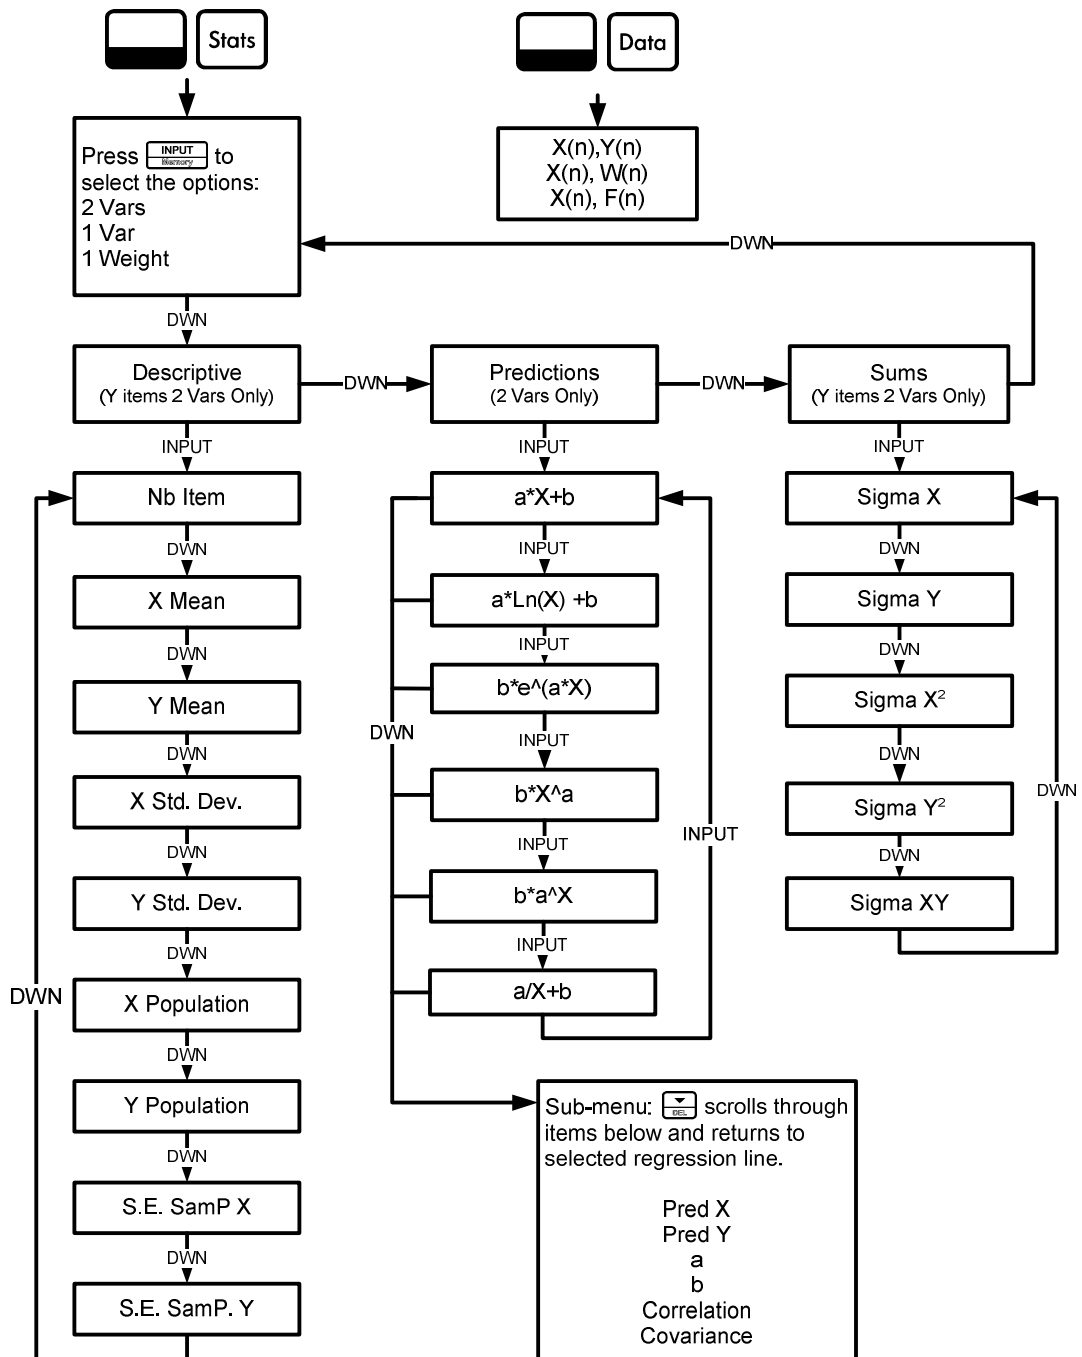 Stats
Data
Press INPUT Memory to
select the options:
2 Vars
1 Var
1 Weight
X(n),Y(n)
X(n), W(n)
X(n), F(n)
DWN
DWN
Descriptive
(Y items 2 Vars Only)
DWN
Predictions
(2 Vars Only)
DWN
Sums
(Y items 2 Vars Only)
INPUT
Nb Item
DWN
X Mean
DWN
Y Mean
DWN
X Std. Dev.
DWN
Y Std. Dev.
DWN
X Population
DWN
Y Population
DWN
S.E. SamP X
DWN
S.E. SamP. Y
DWN
INPUT
a*X+b
INPUT
a*Ln(X) +b
INPUT
b*e^(a*X)
INPUT
b*X^a
INPUT
b*a^X
INPUT
a/X+b
DWN
INPUT
INPUT
Sigma X
DWN
Sigma Y
DWN
Sigma X²
DWN
Sigma Y²
DWN
Sigma XY
DWN
Sub-menu: DEL scrolls through
items below and returns to
selected regression line.
Pred X
Pred Y
a
b
Correlation
Covariance